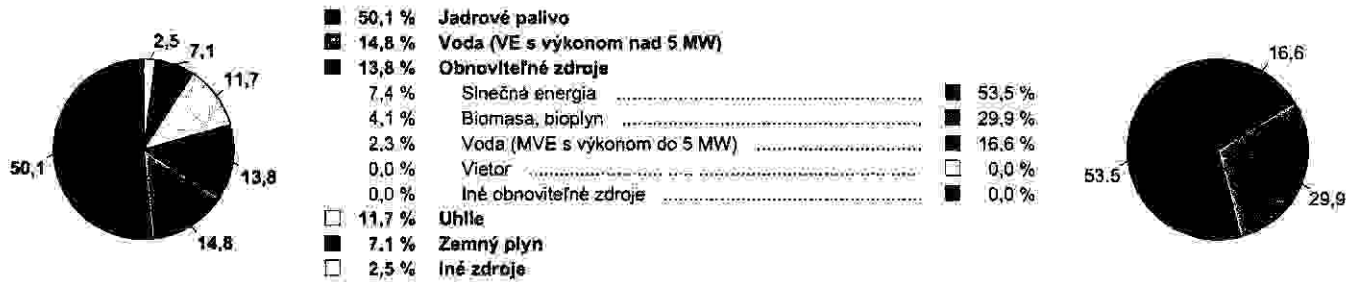 50,1 % Jadrové palivo
14,8 % Voda (VE s výkonom nad 5 MW)
13,8 % Obnoviteľné zdroje
7,4 % Slnečná energia 53,5 %
4,1 % Biomasa, bioplyn 29,9 %
2,3 % Voda (MVE s výkonom do 5 MW) 16,6 %
0,0 % Vietor 0,0 %
0,0 % Iné obnoviteľné zdroje 0,0 %
11,7 % Uhlie
7,1 % Zemný plyn
2,5 % Iné zdroje
2,5
7,1
11,7
13,8
14,8
50,1
16,6
29,9
53,5